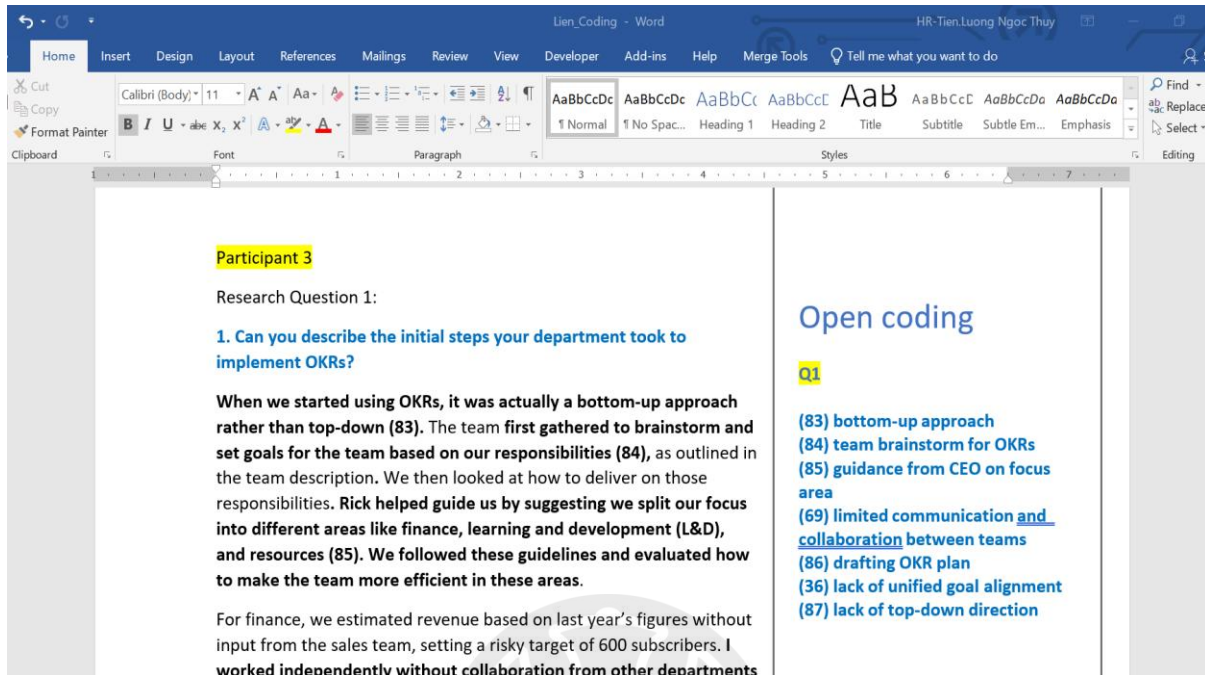 Lien_Coding - Word
HR-Tien.Luong Ngoc Thuy
Home Insert Design Layout References Mailings Review View Developer Add-ins Help Merge Tools Tell me what you want to do
Cut
Copy
Format Painter
Calibri (Body) 11
AaBbCcDc AaBbCcDc AaBbCc AaBbCcE AaB AaBbCcD AaBbCcDa AaBbCcDa
¶ Normal ¶ No Spac... Heading 1 Heading 2 Title Subtitle Subtle Em... Emphasis
Find
Replace
Select
Clipboard Font Paragraph Styles Editing
1 1 2 3 4 5 6 7
Participant 3
Research Question 1:
1. Can you describe the initial steps your department took to
implement OKRs?
When we started using OKRs, it was actually a bottom-up approach
rather than top-down (83). The team first gathered to brainstorm and
set goals for the team based on our responsibilities (84), as outlined in
the team description. We then looked at how to deliver on those
responsibilities. Rick helped guide us by suggesting we split our focus
into different areas like finance, learning and development (L&D),
and resources (85). We followed these guidelines and evaluated how
to make the team more efficient in these areas.
For finance, we estimated revenue based on last year's figures without
input from the sales team, setting a risky target of 600 subscribers. I
worked independently without collaboration from other departments
Open coding
Q1
(83) bottom-up approach
(84) team brainstorm for OKRs
(85) guidance from CEO on focus
area
(69) limited communication and
collaboration between teams
(86) drafting OKR plan
(36) lack of unified goal alignment
(87) lack of top-down direction